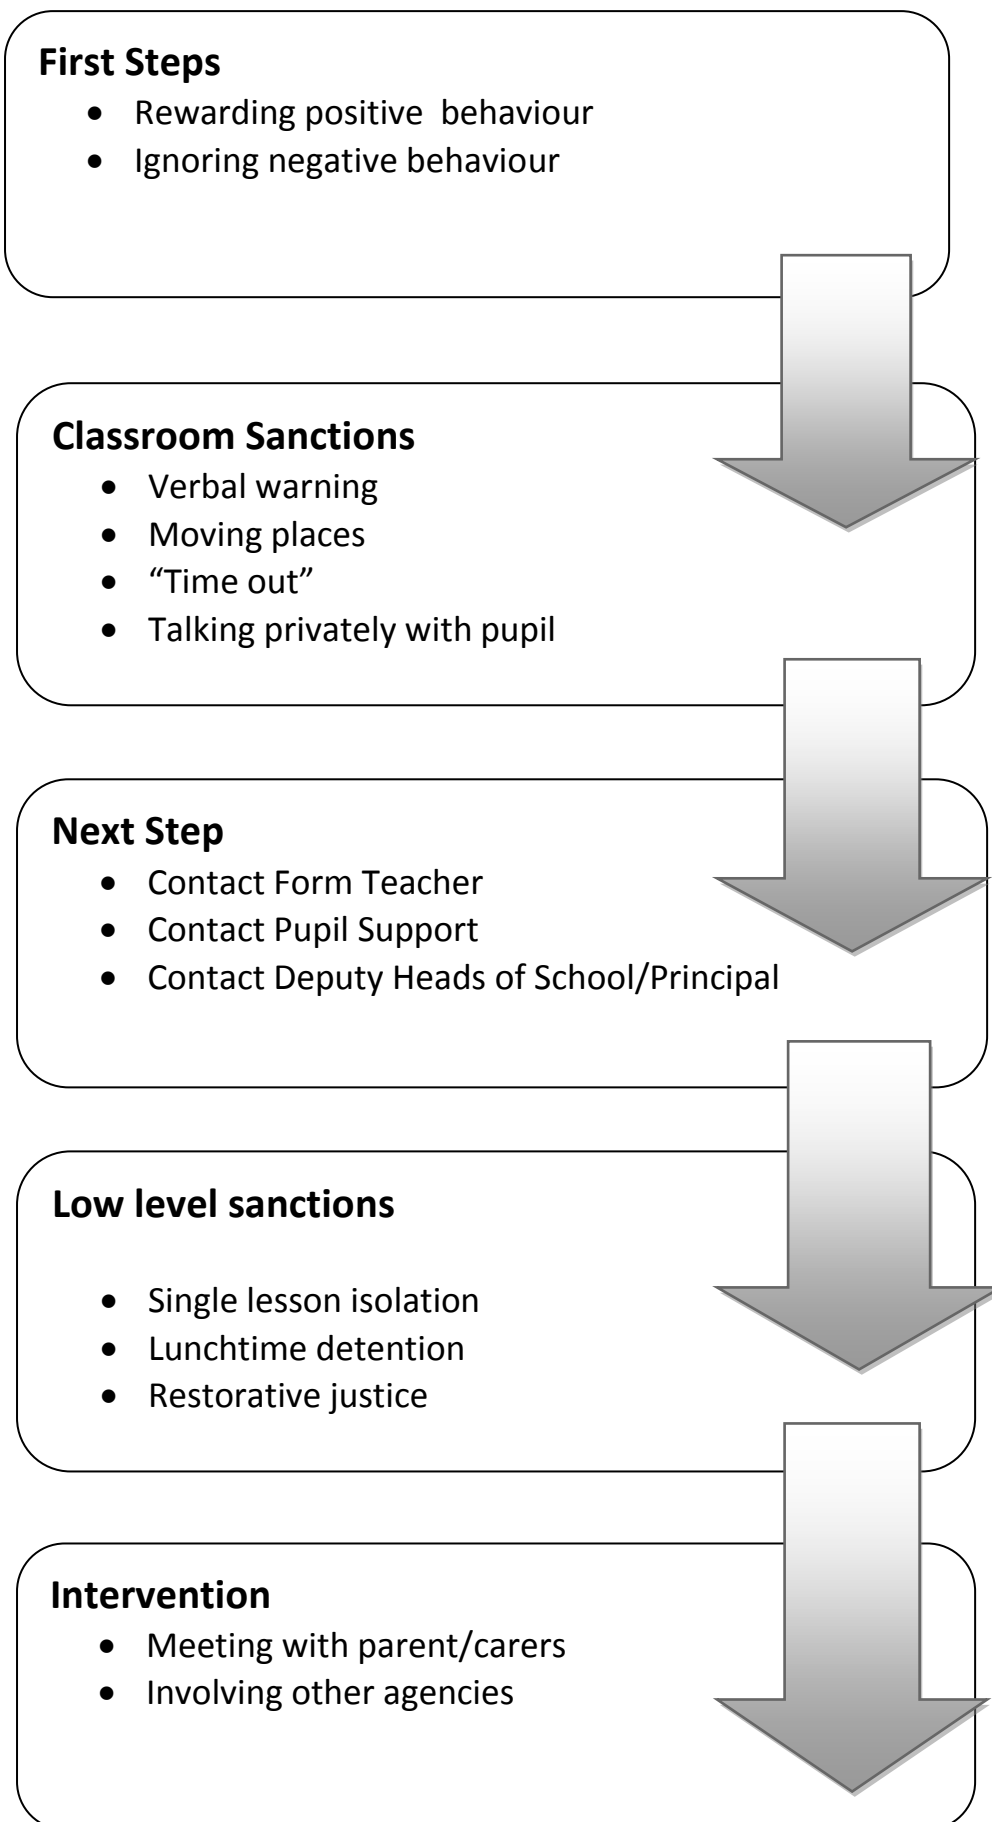 First Steps
• Rewarding positive  behaviour
• Ignoring negative behaviour
Classroom Sanctions
• Verbal warning
• Moving places
• “Time out”
• Talking privately with pupil
Next Step
• Contact Form Teacher
• Contact Pupil Support
• Contact Deputy Heads of School/Principal
Low level sanctions
• Single lesson isolation
• Lunchtime detention
• Restorative justice
Intervention
• Meeting with parent/carers
• Involving other agencies